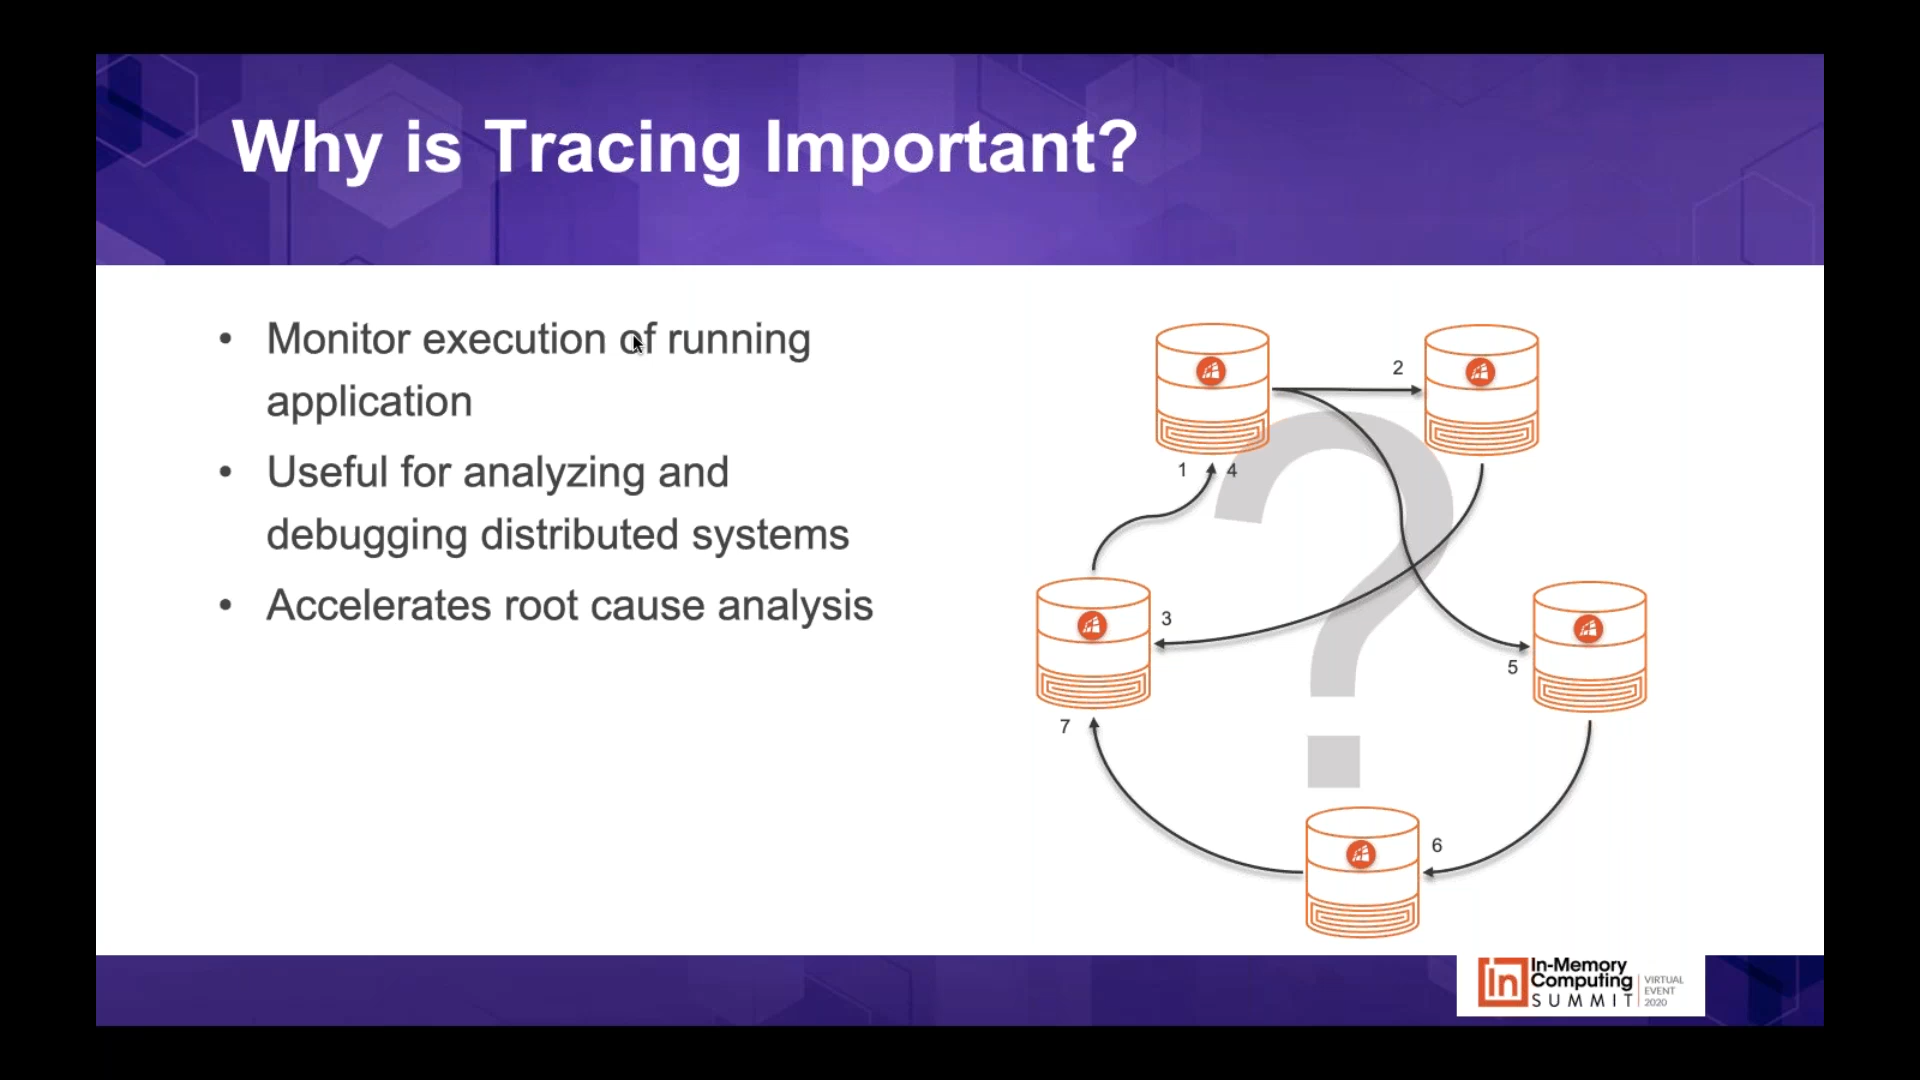 Why is Tracing Important?
• Monitor execution of running
application
• Useful for analyzing and
debugging distributed systems
• Accelerates root cause analysis
2
1 4
3
5
7
6
In
In-Memory
Computing
SUMMIT
VIRTUAL
EVENT
2020